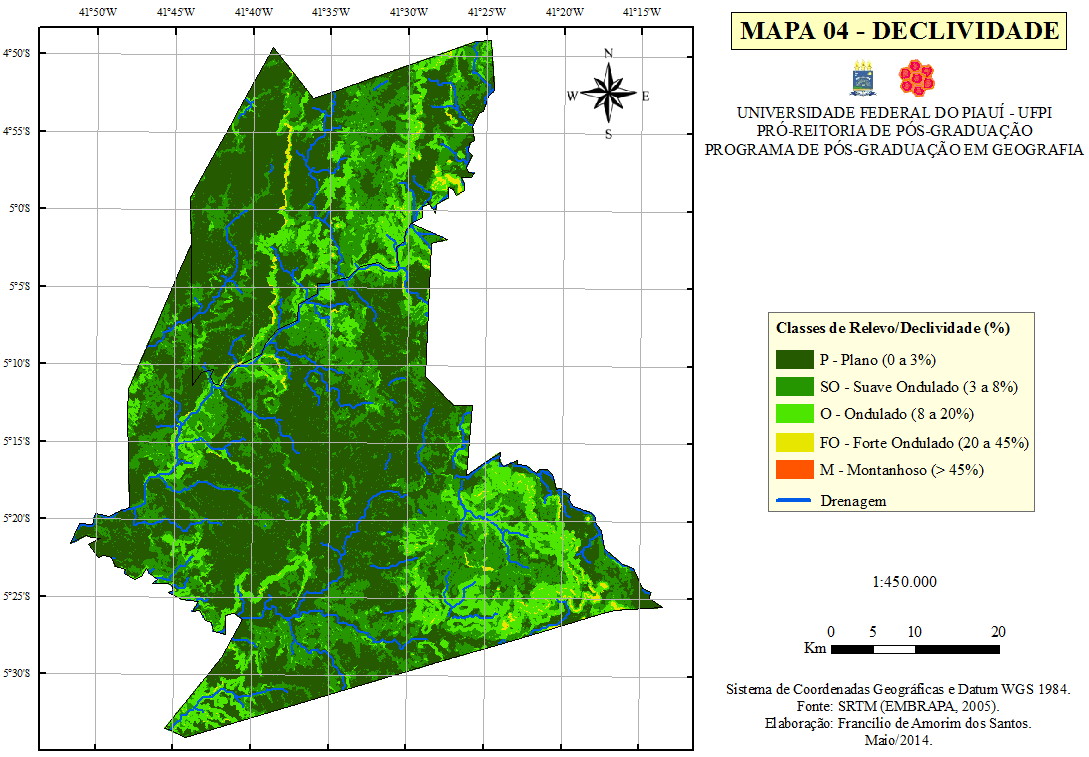 41°50'W 41°45'W 41°40'W 41°35'W 41°30'W 41°25'W 41°20'W 41°15'W
4°50'S
4°55'S
5°0'S
5°5'S
5°10'S
5°15'S
5°20'S
5°25'S
5°30'S
N
W E
S
MAPA 04 - DECLIVIDADE
UNIVERSIDADE FEDERAL DO PIAUÍ - UFPI
PRÓ-REITORIA DE PÓS-GRADUAÇÃO
PROGRAMA DE PÓS-GRADUAÇÃO EM GEOGRAFIA
Classes de Relevo/Declividade (%)
P - Plano (0 a 3%)
SO - Suave Ondulado (3 a 8%)
O - Ondulado (8 a 20%)
FO - Forte Ondulado (20 a 45%)
M - Montanhoso (> 45%)
Drenagem
1:450.000
0 5 10 20
Km
Sistema de Coordenadas Geográficas e Datum WGS 1984.
Fonte: SRTM (EMBRAPA, 2005).
Elaboração: Francílio de Amorim dos Santos.
Maio/2014.